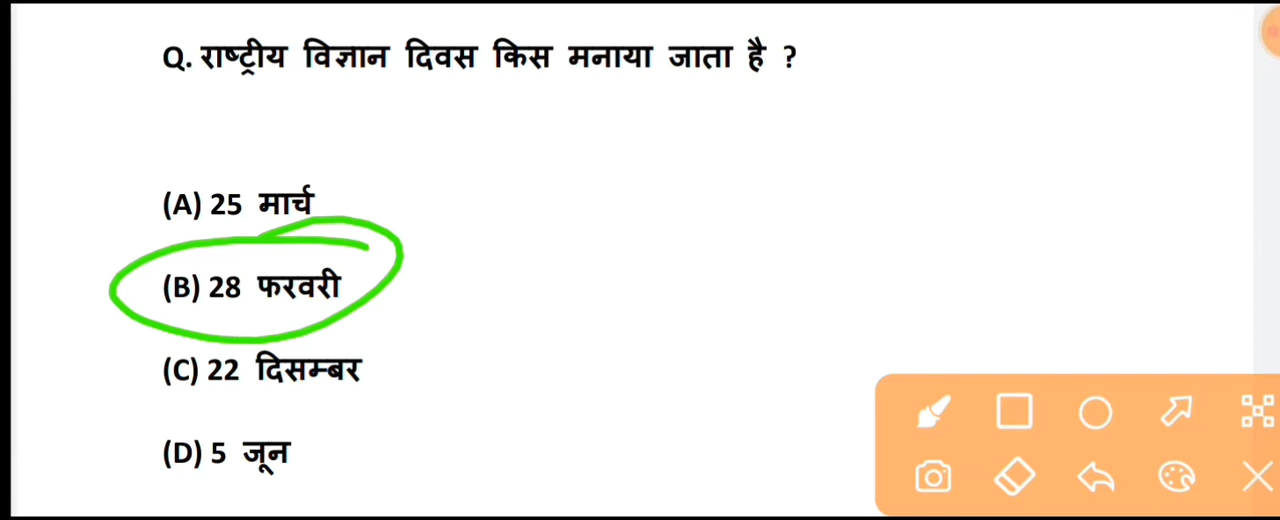 Q. राष्ट्रीय विज्ञान दिवस किस मनाया जाता है ?
(A) 25 मार्च
(B) 28 फरवरी
(C) 22 दिसम्बर
(D) 5 जून